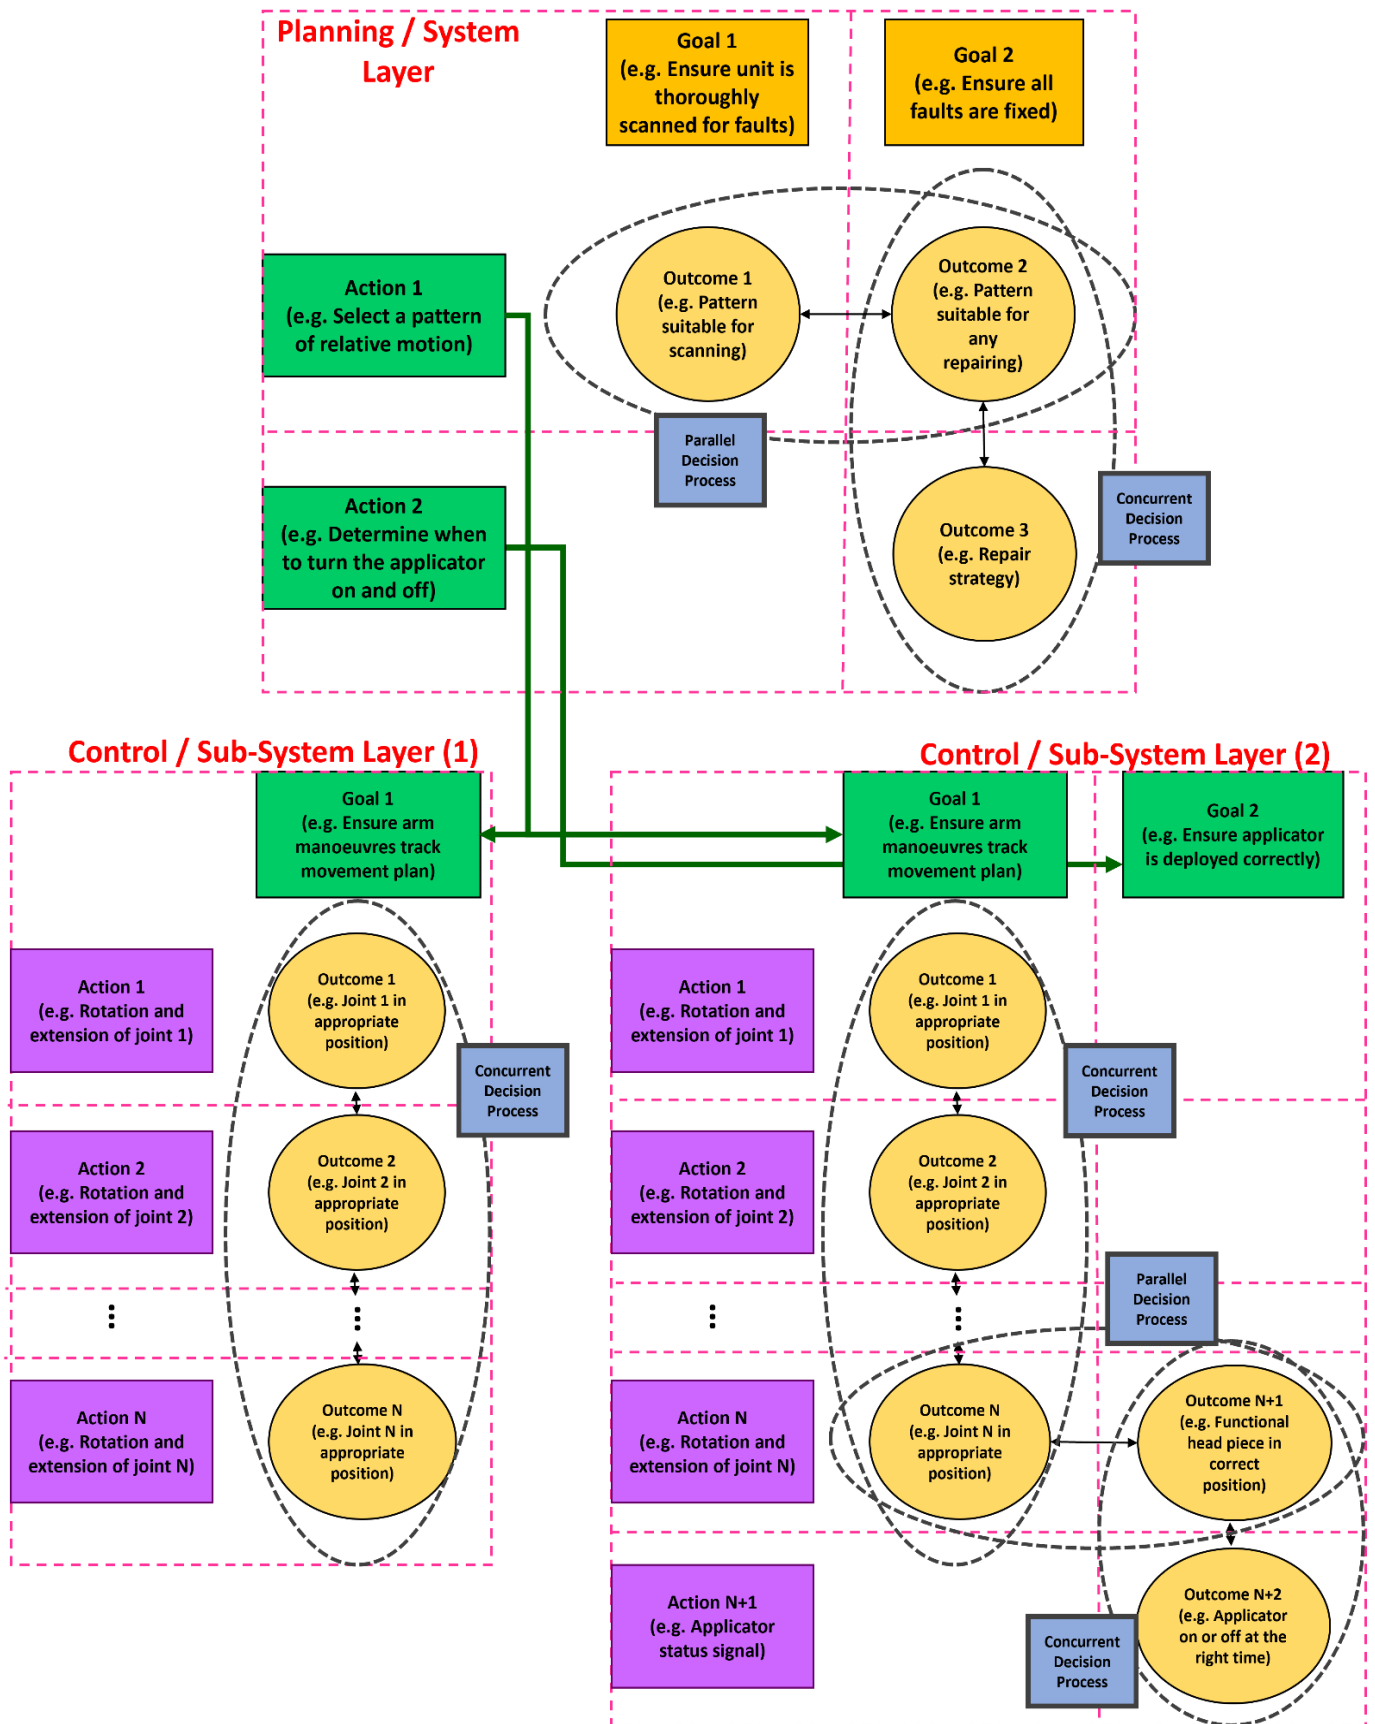 Planning / System
Layer
Goal 1
(e.g. Ensure unit is
thoroughly
scanned for faults)
Goal 2
(e.g. Ensure all
faults are fixed)
Action 1
(e.g. Select a pattern
of relative motion)
Outcome 1
(e.g. Pattern
suitable for
scanning)
Outcome 2
(e.g. Pattern
suitable for
any
repairing)
Parallel
Decision
Process
Action 2
(e.g. Determine when
to turn the applicator
on and off)
Outcome 3
(e.g. Repair
strategy)
Concurrent
Decision
Process
Control / Sub-System Layer (1)
Goal 1
(e.g. Ensure arm
manoeuvres track
movement plan)
Action 1
(e.g. Rotation and
extension of joint 1)
Outcome 1
(e.g. Joint 1 in
appropriate
position)
Concurrent
Decision
Process
Action 2
(e.g. Rotation and
extension of joint 2)
Outcome 2
(e.g. Joint 2 in
appropriate
position)
⋮ ⋮
Action N
(e.g. Rotation and
extension of joint N)
Outcome N
(e.g. Joint N in
appropriate
position)
Control / Sub-System Layer (2)
Goal 1
(e.g. Ensure arm
manoeuvres track
movement plan)
Goal 2
(e.g. Ensure applicator
is deployed correctly)
Action 1
(e.g. Rotation and
extension of joint 1)
Outcome 1
(e.g. Joint 1 in
appropriate
position)
Concurrent
Decision
Process
Action 2
(e.g. Rotation and
extension of joint 2)
Outcome 2
(e.g. Joint 2 in
appropriate
position)
⋮ ⋮
Parallel
Decision
Process
Action N
(e.g. Rotation and
extension of joint N)
Outcome N
(e.g. Joint N in
appropriate
position)
Outcome N+1
(e.g. Functional
head piece in
correct
position)
Action N+1
(e.g. Applicator
status signal)
Concurrent
Decision
Process
Outcome N+2
(e.g. Applicator
on or off at the
right time)